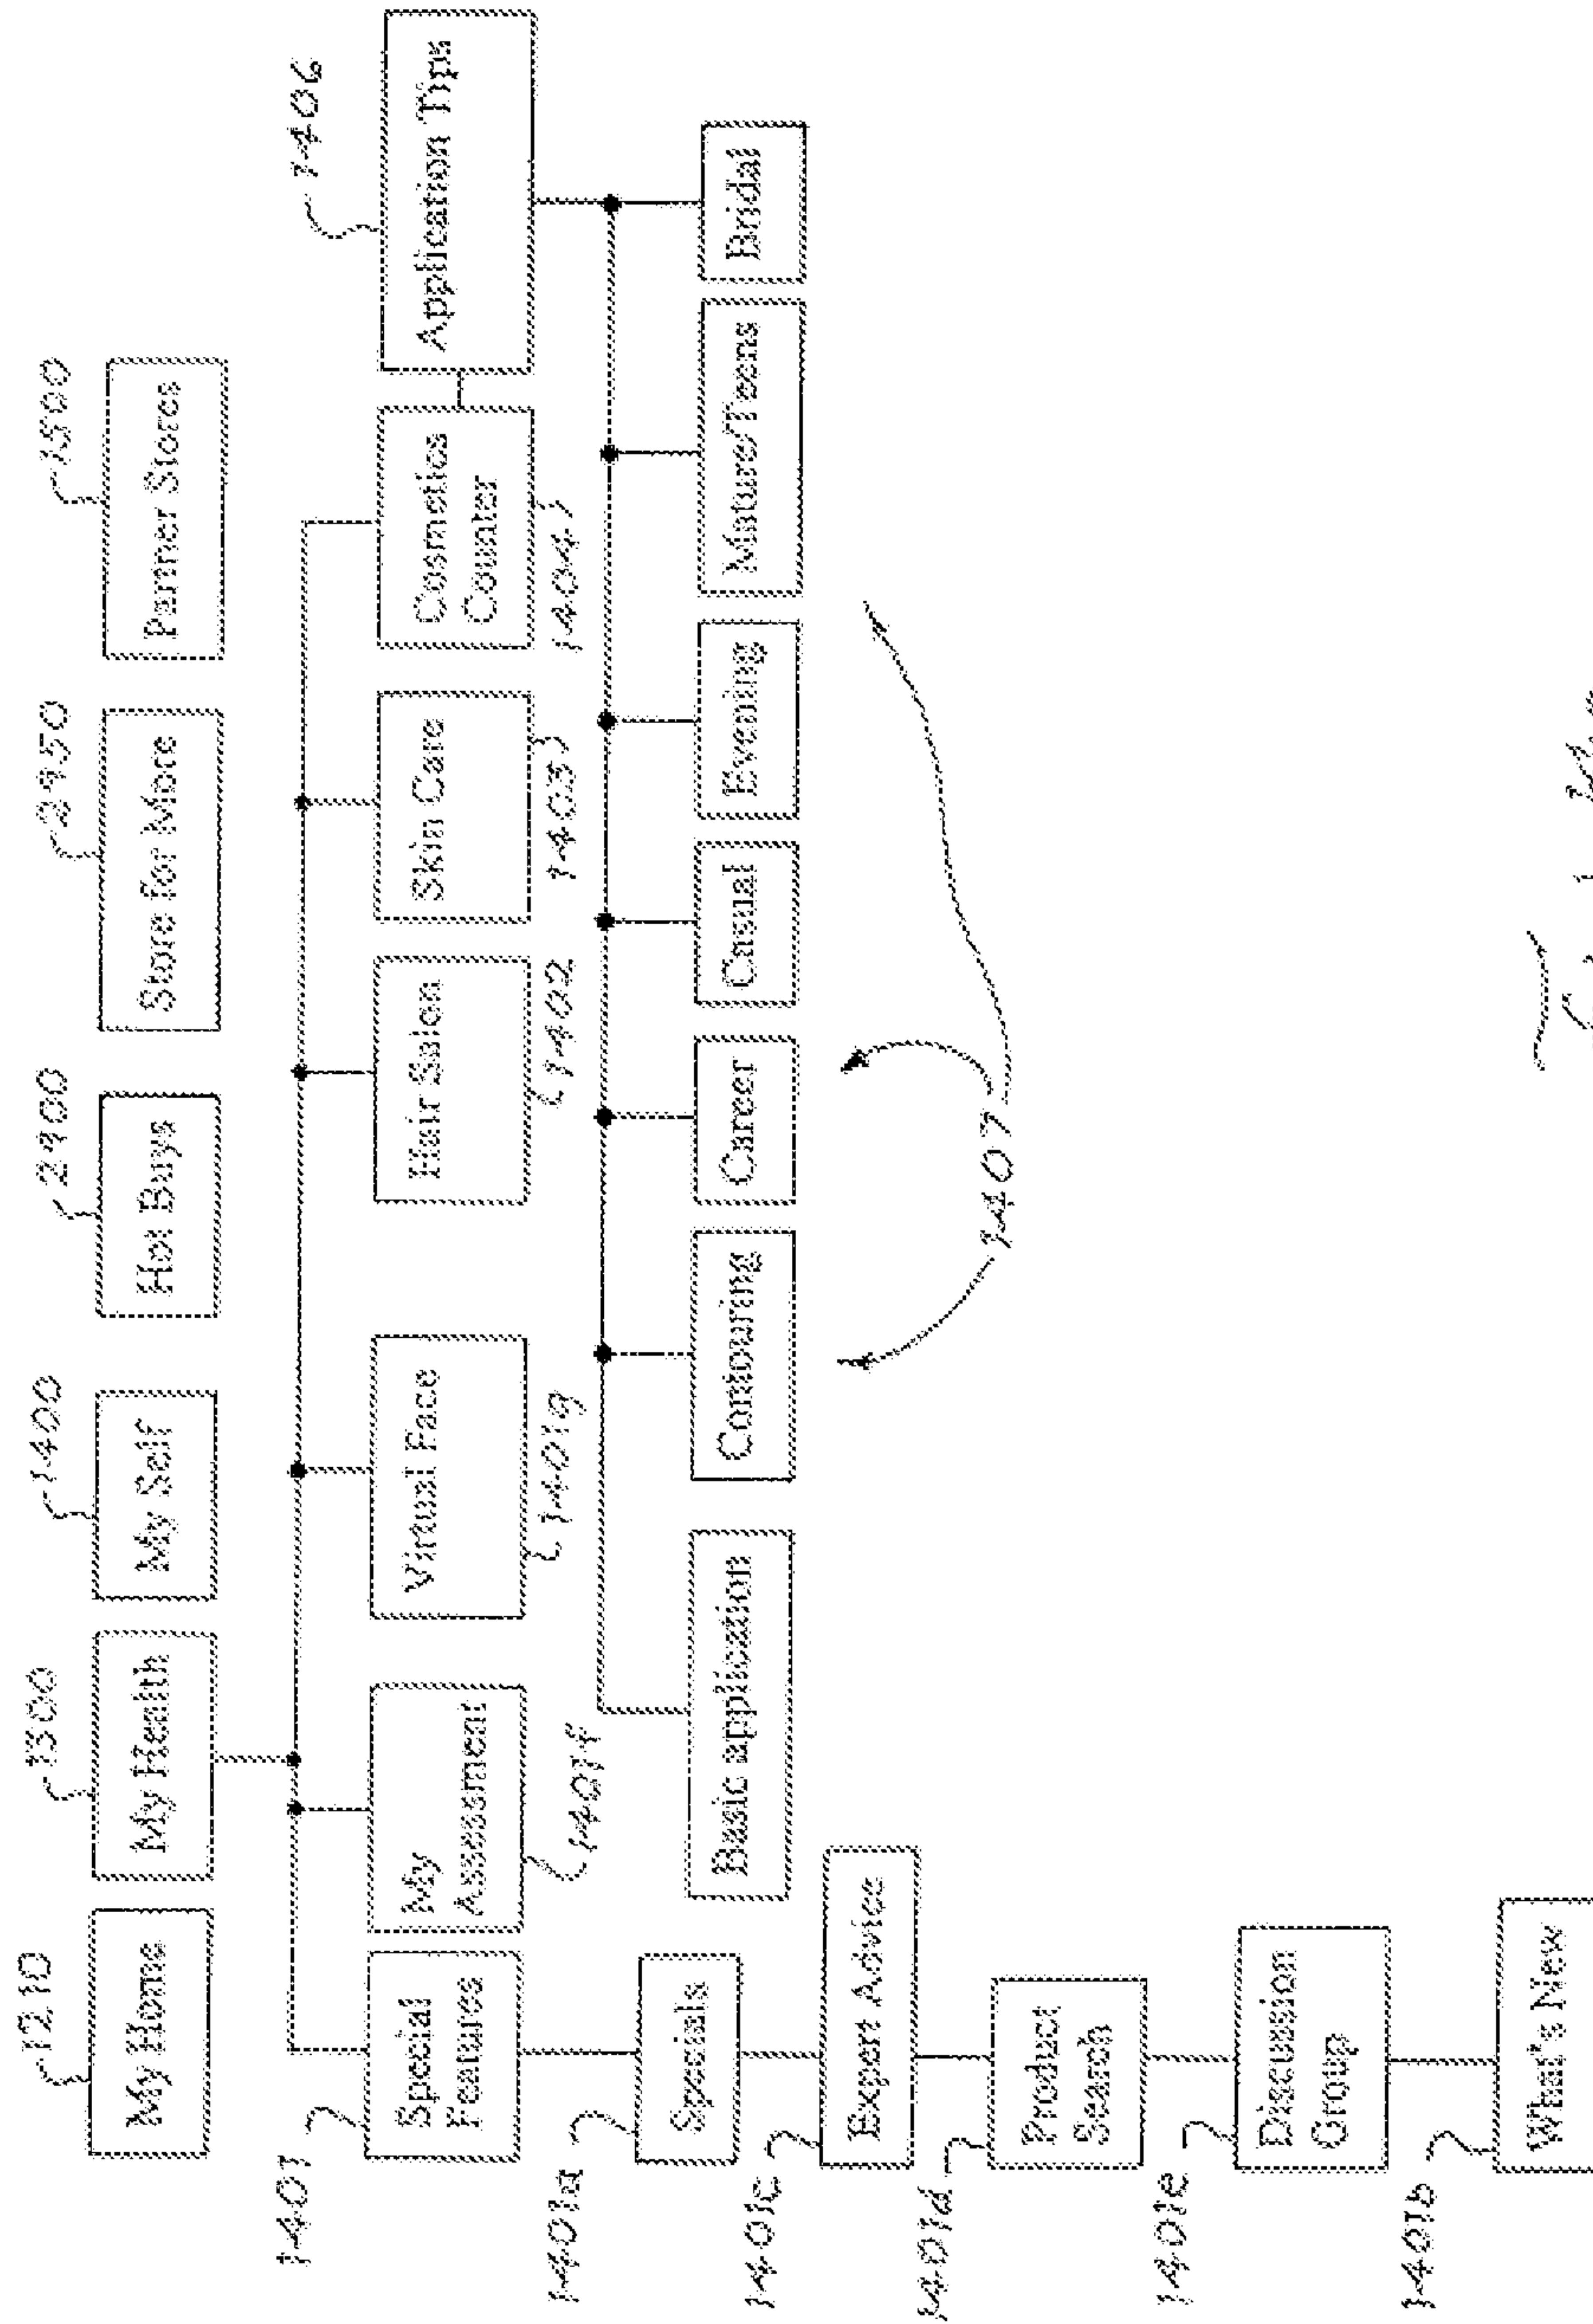 1210
1300
1400
2900
2950
1500
My Home
My Health
My Self
Hot Buys
Store for More
Partner Stores
1401
1406
Special
Features
My
Assessment
Virtual Face
Hair Salon
Skin Care
Cosmetics
Counter
Application Tips
1401f
1401g
1402
1403
1404
1401a
Specials
Basic application
Contouring
Career
Casual
Evening
Mature/Teens
Bridal
1401c
Expert Advice
1407
1401d
Product
Search
1401e
Discussion
Group
1401b
What's New